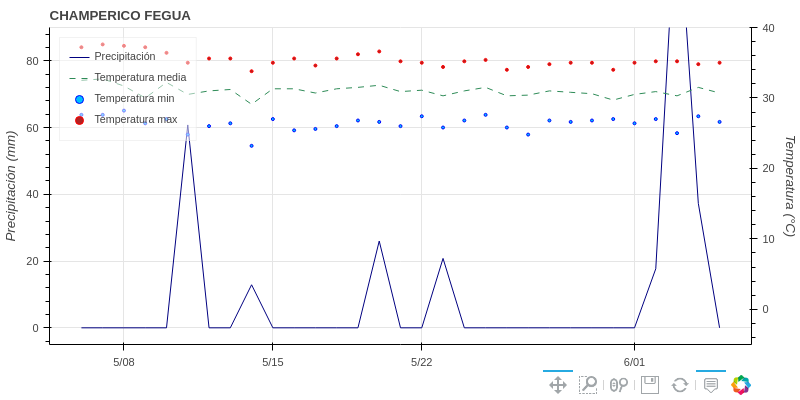 CHAMPERICO FEGUA
Precipitación
Temperatura media
Temperatura min
Temperatura max
80
60
40
20
0
Precipitación (mm)
40
30
20
10
0
Temperatura (°C)
5/08
5/15
5/22
6/01